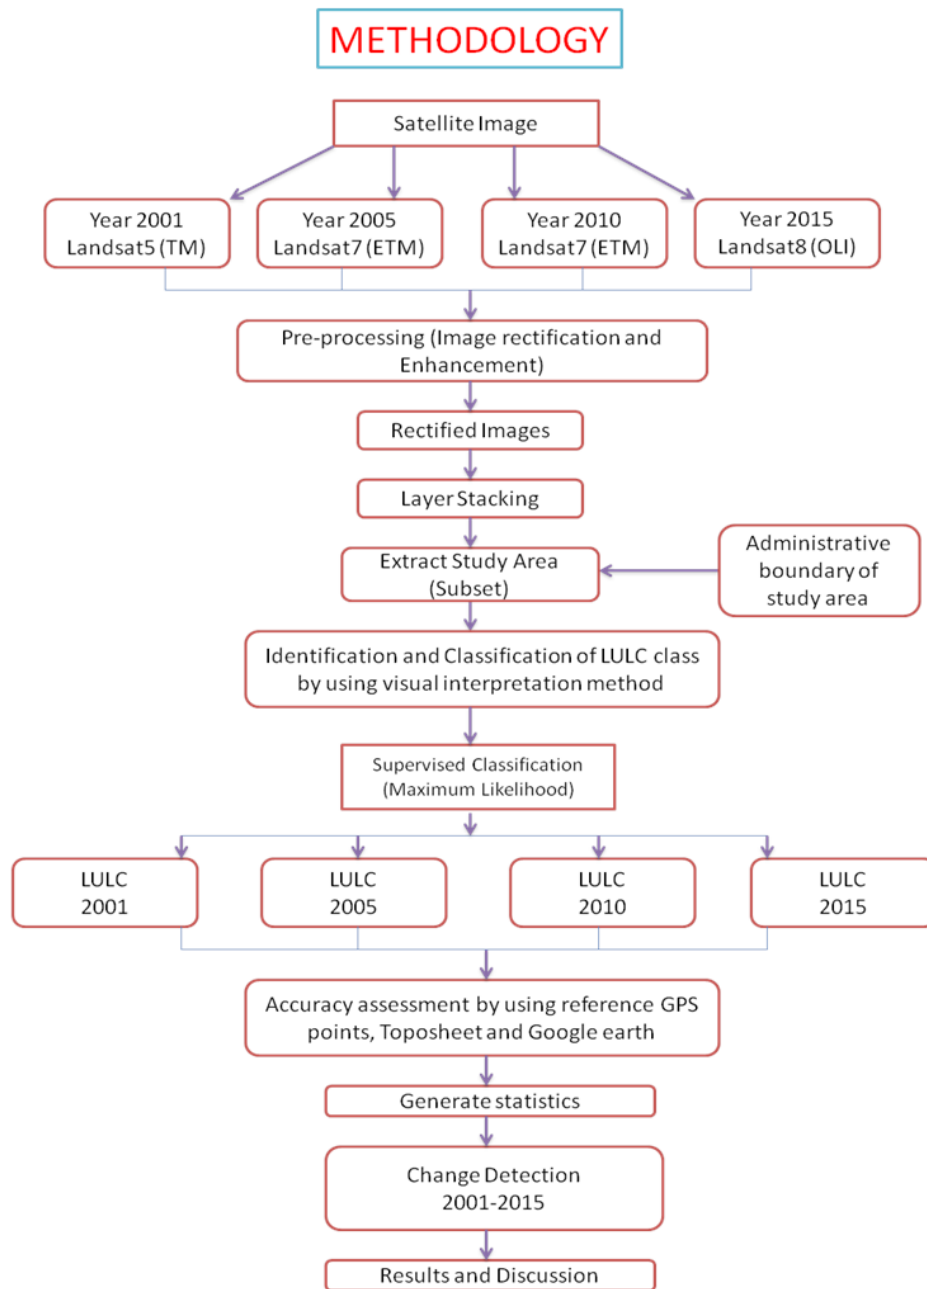 METHODOLOGY
Satellite Image
Year 2001
Landsat5 (TM)
Year 2005
Landsat7 (ETM)
Year 2010
Landsat7 (ETM)
Year 2015
Landsat8 (OLI)
Pre-processing (Image rectification and
Enhancement)
Rectified Images
Layer Stacking
Extract Study Area
(Subset)
Administrative
boundary of
study area
Identification and Classification of LULC class
by using visual interpretation method
Supervised Classification
(Maximum Likelihood)
LULC
2001
LULC
2005
LULC
2010
LULC
2015
Accuracy assessment by using reference GPS
points, Toposheet and Google earth
Generate statistics
Change Detection
2001-2015
Results and Discussion